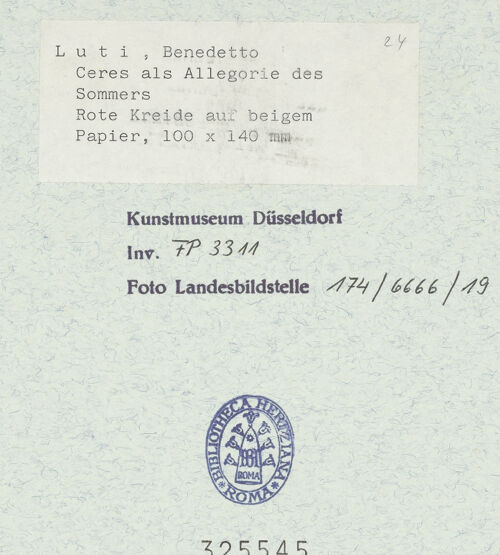 24
L u t i , Benedetto
Ceres als Allegorie des
Sommers
Rote Kreide auf beigem
Papier, 100 x 140 mm
Kunstmuseum Düsseldorf
Inv. FP 3311
Foto Landesbildstelle 174/6666/19
BIBLIOTHECA HERTZIANA
ROMA
* ROMA *
325545